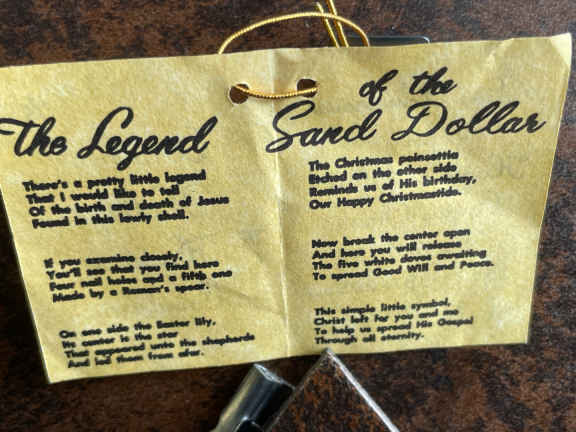 The Legend
of the
Sand Dollar
There's a pretty little legend
That I would like to tell
Of the birth and death of Jesus
Found in this lowly shell.
If you examine closely,
You'll see that you find here
Four nail holes and a fifth one
Made by a Roman's spear.
On one side the Easter lily,
Its center is the star
That appeared unto the shepherds
And led them from afar.
The Christmas poinsettia
Etched on the other side
Reminds us of His birthday,
Our Happy Christmastide.
Now break the center open
And here you will release
The five white doves awaiting
To spread Good Will and Peace.
This simple little symbol,
Christ left for you and me
To help us spread His Gospel
Through all eternity.